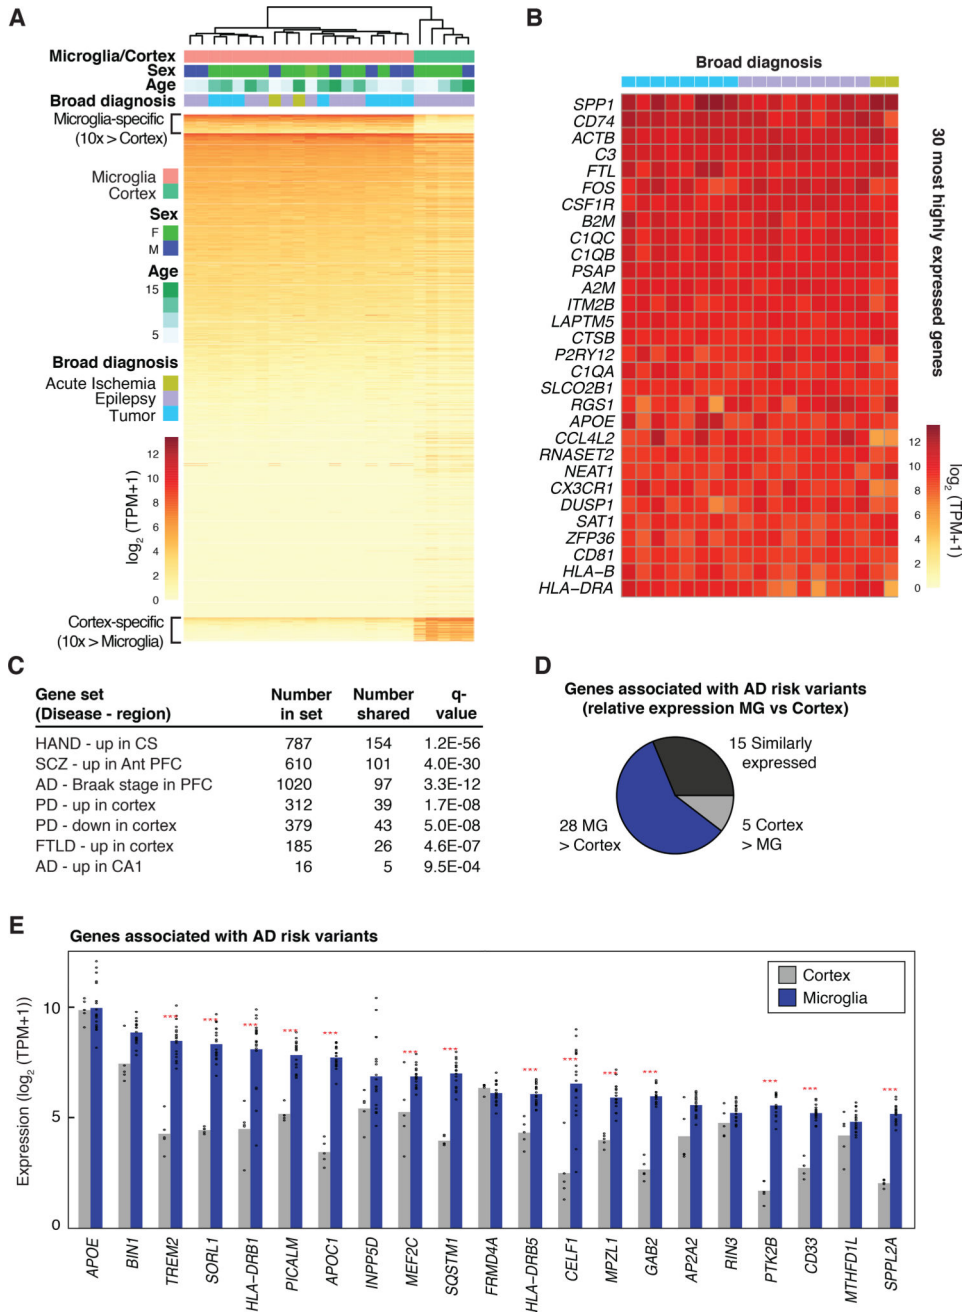 A
Microglia/Cortex
Sex
Age
Broad diagnosis
Microglia-specific
(10x > Cortex)
Microglia
Cortex
Sex
F
M
Age
15
5
Broad diagnosis
Acute Ischemia
Epilepsy
Tumor
12
10
8
6
4
2
0
log2 (TPM+1)
Cortex-specific
(10x > Microglia)
B
Broad diagnosis
SPP1
CD74
ACTB
C3
FTL
FOS
CSF1R
B2M
C1QC
C1QB
PSAP
A2M
ITM2B
LAPTM5
CTSB
P2RY12
C1QA
SLCO2B1
RGS1
APOE
CCL4L2
RNASET2
NEAT1
CX3CR1
DUSP1
SAT1
ZFP36
CD81
HLA−B
HLA−DRA
30 most highly expressed genes
12
10
8
6
4
2
0
log2 (TPM+1)
C
Gene set (Disease - region) Number in set Number shared q-value
HAND - up in CS 787 154 1.2E-56
SCZ - up in Ant PFC 610 101 4.0E-30
AD - Braak stage in PFC 1020 97 3.3E-12
PD - up in cortex 312 39 1.7E-08
PD - down in cortex 379 43 5.0E-08
FTLD - up in cortex 185 26 4.6E-07
AD - up in CA1 16 5 9.5E-04
D
Genes associated with AD risk variants
(relative expression MG vs Cortex)
15 Similarly
expressed
28 MG
> Cortex
5 Cortex
> MG
E
Genes associated with AD risk variants
Cortex
Microglia
Expression (log2 (TPM+1))
10
5
0
*** *** *** *** *** *** *** *** *** *** *** *** *** ***
APOE
BIN1
TREM2
SORL1
HLA-DRB1
PICALM
APOC1
INPP5D
MEF2C
SQSTM1
FRMD4A
HLA-DRB5
CELF1
MPZL1
GAB2
AP2A2
RIN3
PTK2B
CD33
MTHFD1L
SPPL2A